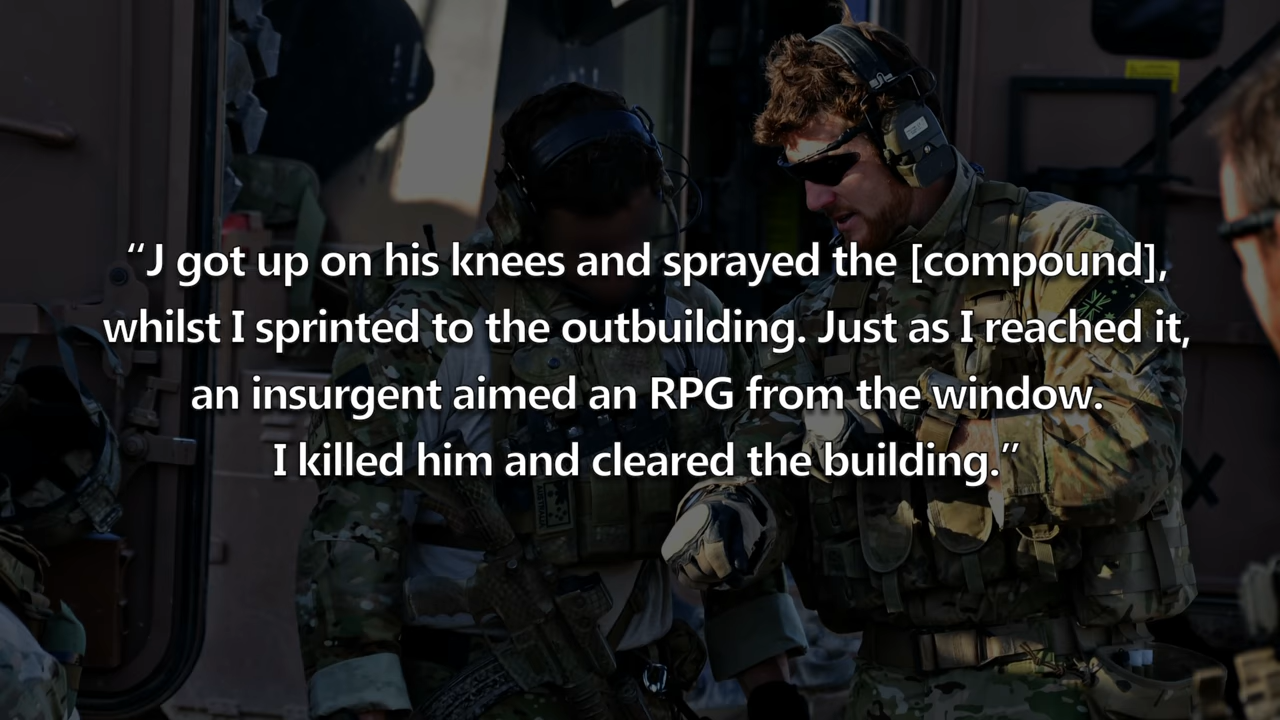 “J got up on his knees and sprayed the [compound],
whilst I sprinted to the outbuilding. Just as I reached it,
an insurgent aimed an RPG from the window.
I killed him and cleared the building.”